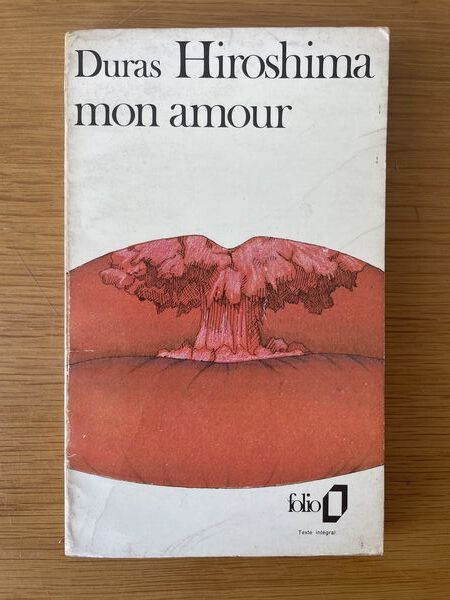 Duras Hiroshima
mon amour
folio
Texte intégral